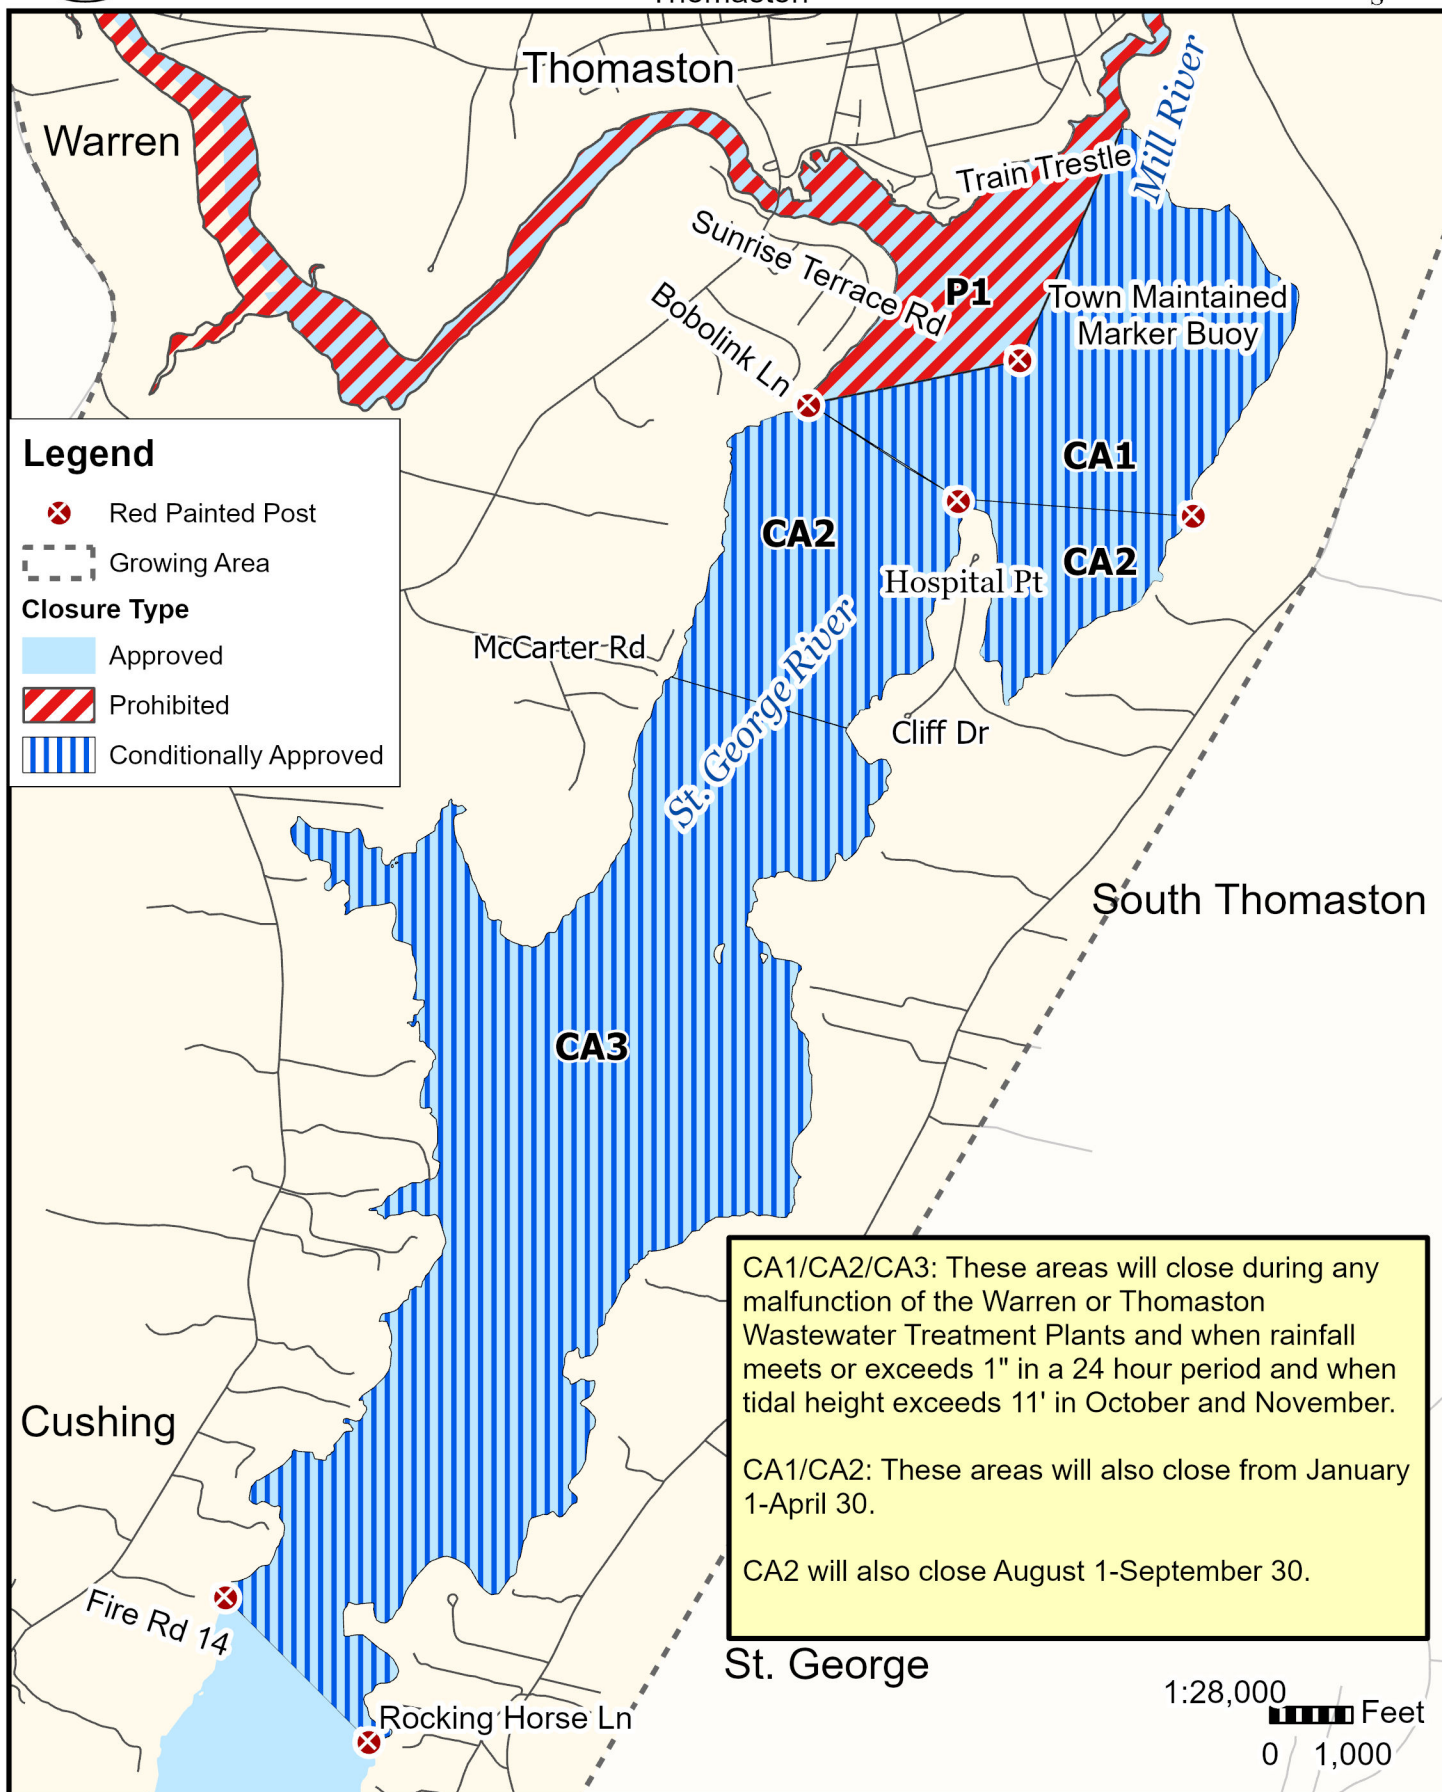 Thomaston
Thomaston
Warren
Mill River
Train Trestle
Sunrise Terrace Rd
P1
Town Maintained
Marker Buoy
Bobolink Ln
CA1
CA2
CA2
Hospital Pt
Legend
Red Painted Post
Growing Area
Closure Type
Approved
Prohibited
Conditionally Approved
McCarter Rd
St. George River
Cliff Dr
South Thomaston
CA3
CA1/CA2/CA3: These areas will close during any
malfunction of the Warren or Thomaston
Wastewater Treatment Plants and when rainfall
meets or exceeds 1" in a 24 hour period and when
tidal height exceeds 11' in October and November.
CA1/CA2: These areas will also close from January
1-April 30.
CA2 will also close August 1-September 30.
Cushing
Fire Rd 14
St. George
Rocking Horse Ln
1:28,000
Feet
0 1,000